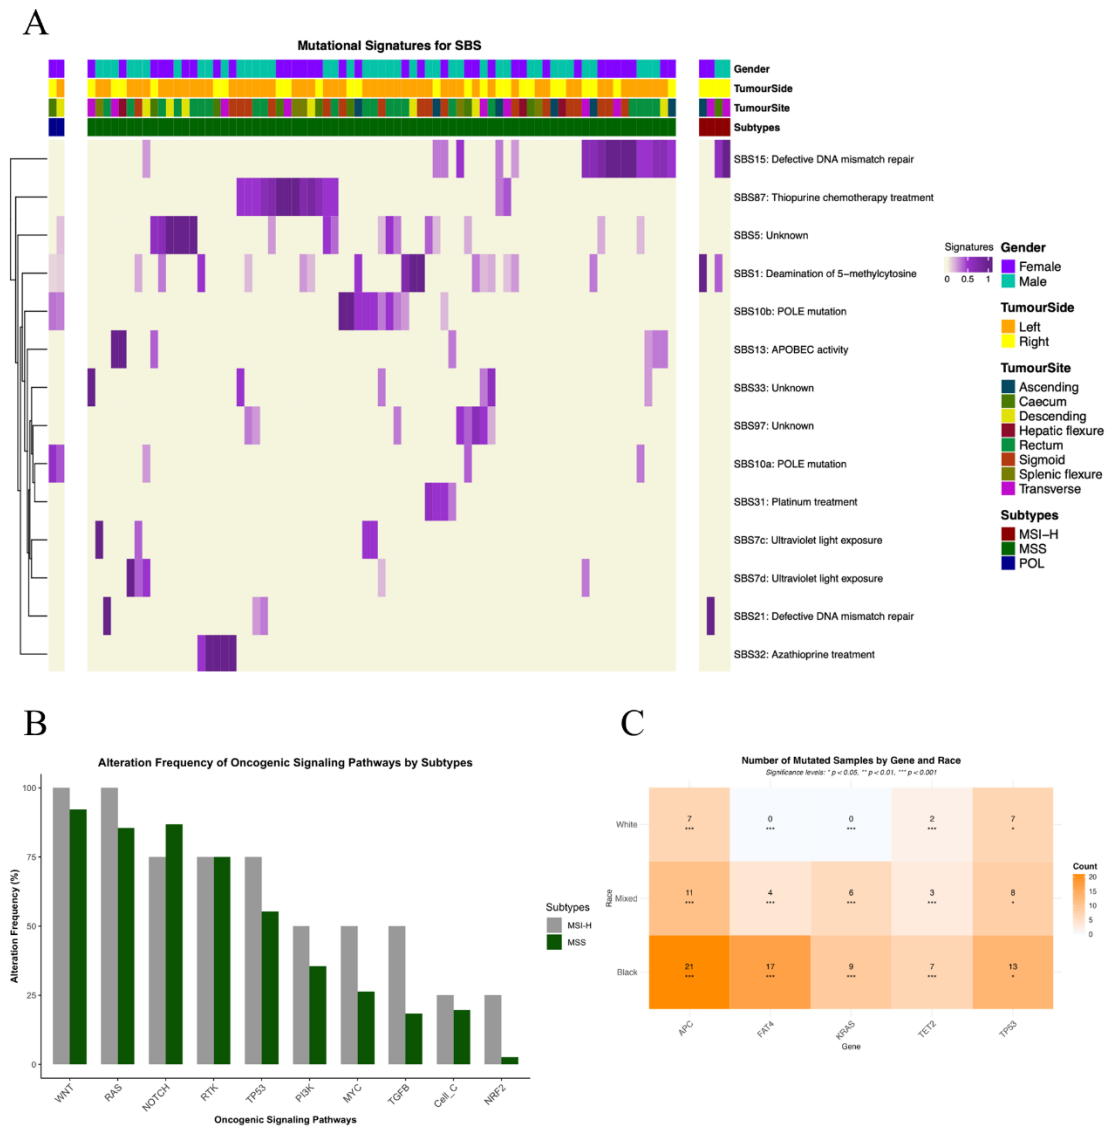 A
Mutational Signatures for SBS
Gender
TumourSide
TumourSite
Subtypes
SBS15: Defective DNA mismatch repair
SBS87: Thiopurine chemotherapy treatment
SBS5: Unknown
SBS1: Deamination of 5−methylcytosine
SBS10b: POLE mutation
SBS13: APOBEC activity
SBS33: Unknown
SBS97: Unknown
SBS10a: POLE mutation
SBS31: Platinum treatment
SBS7c: Ultraviolet light exposure
SBS7d: Ultraviolet light exposure
SBS21: Defective DNA mismatch repair
SBS32: Azathioprine treatment
Signatures
0 0.5 1
Gender
Female
Male
TumourSide
Left
Right
TumourSite
Ascending
Caecum
Descending
Hepatic flexure
Rectum
Sigmoid
Splenic flexure
Transverse
Subtypes
MSI−H
MSS
POL
B
Alteration Frequency of Oncogenic Signaling Pathways by Subtypes
Alteration Frequency (%)
100
75
50
25
0
WNT RAS NOTCH RTK TP53 PI3K MYC TGFB Cell_C NRF2
Oncogenic Signaling Pathways
Subtypes
MSI-H
MSS
C
Number of Mutated Samples by Gene and Race
Significance levels: * p < 0.05, ** p < 0.01, *** p < 0.001
Race
White
7 0 0 2 7
*** *** *** *** *
Mixed
11 4 6 3 8
*** *** *** *** *
Black
21 17 9 7 13
*** *** *** *** *
APC FAT4 KRAS TET2 TP53
Gene
Count
20
15
10
5
0